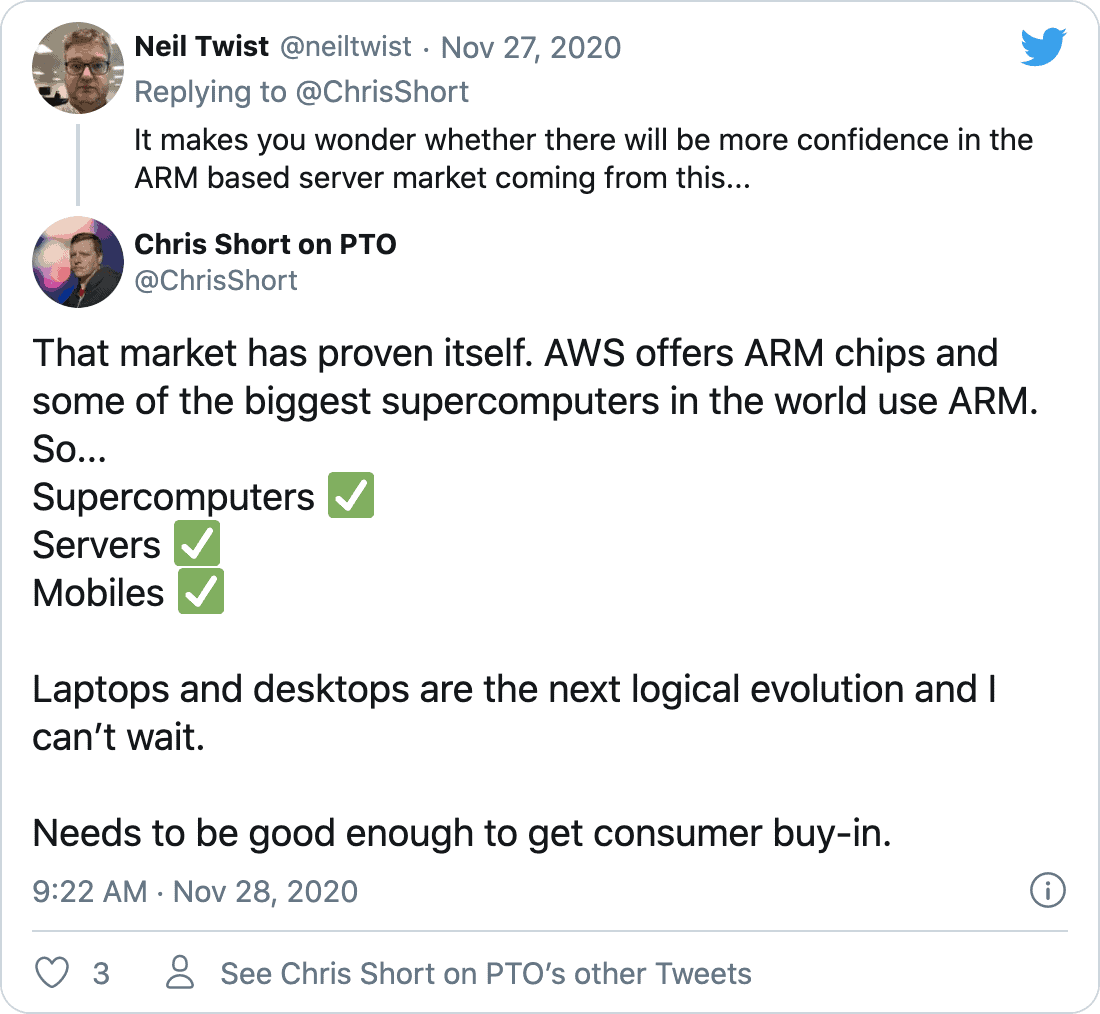 Neil Twist @neiltwist · Nov 27, 2020
Replying to @ChrisShort
It makes you wonder whether there will be more confidence in the
ARM based server market coming from this...
Chris Short on PTO
@ChrisShort
That market has proven itself. AWS offers ARM chips and
some of the biggest supercomputers in the world use ARM.
So...
Supercomputers ✅
Servers ✅
Mobiles ✅
Laptops and desktops are the next logical evolution and I
can’t wait.
Needs to be good enough to get consumer buy-in.
9:22 AM · Nov 28, 2020
3 See Chris Short on PTO’s other Tweets